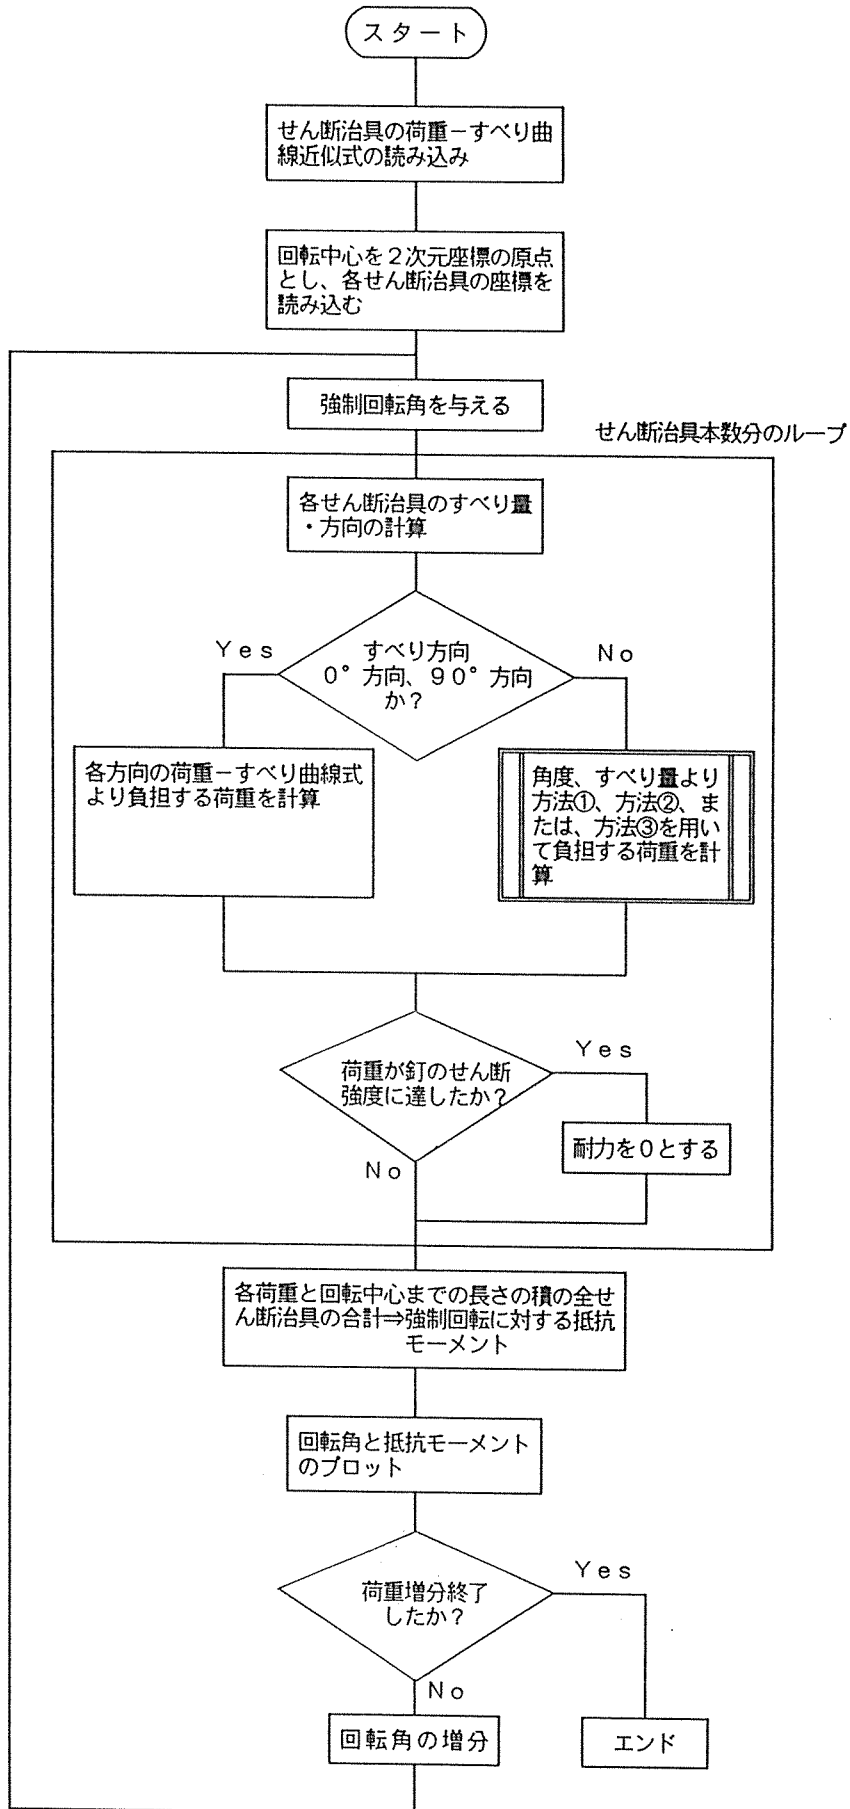 スタート
せん断治具の荷重－すべり曲
線近似式の読み込み
回転中心を２次元座標の原点
とし、各せん断治具の座標を
読み込む
強制回転角を与える
せん断治具本数分のループ
各せん断治具のすべり量
・方向の計算
Ｙｅｓ
すべり方向
０°方向、９０°方向
か？
Ｎｏ
各方向の荷重－すべり曲線式
より負担する荷重を計算
角度、すべり量より
方法①、方法②、ま
たは、方法③を用い
て負担する荷重を計
算
荷重が釘のせん断
強度に達したか？
Ｙｅｓ
耐力を０とする
Ｎｏ
各荷重と回転中心までの長さの積の全せ
ん断治具の合計⇒強制回転に対する抵抗
モーメント
回転角と抵抗モーメント
のプロット
荷重増分終了
したか？
Ｙｅｓ
Ｎｏ
回転角の増分
エンド